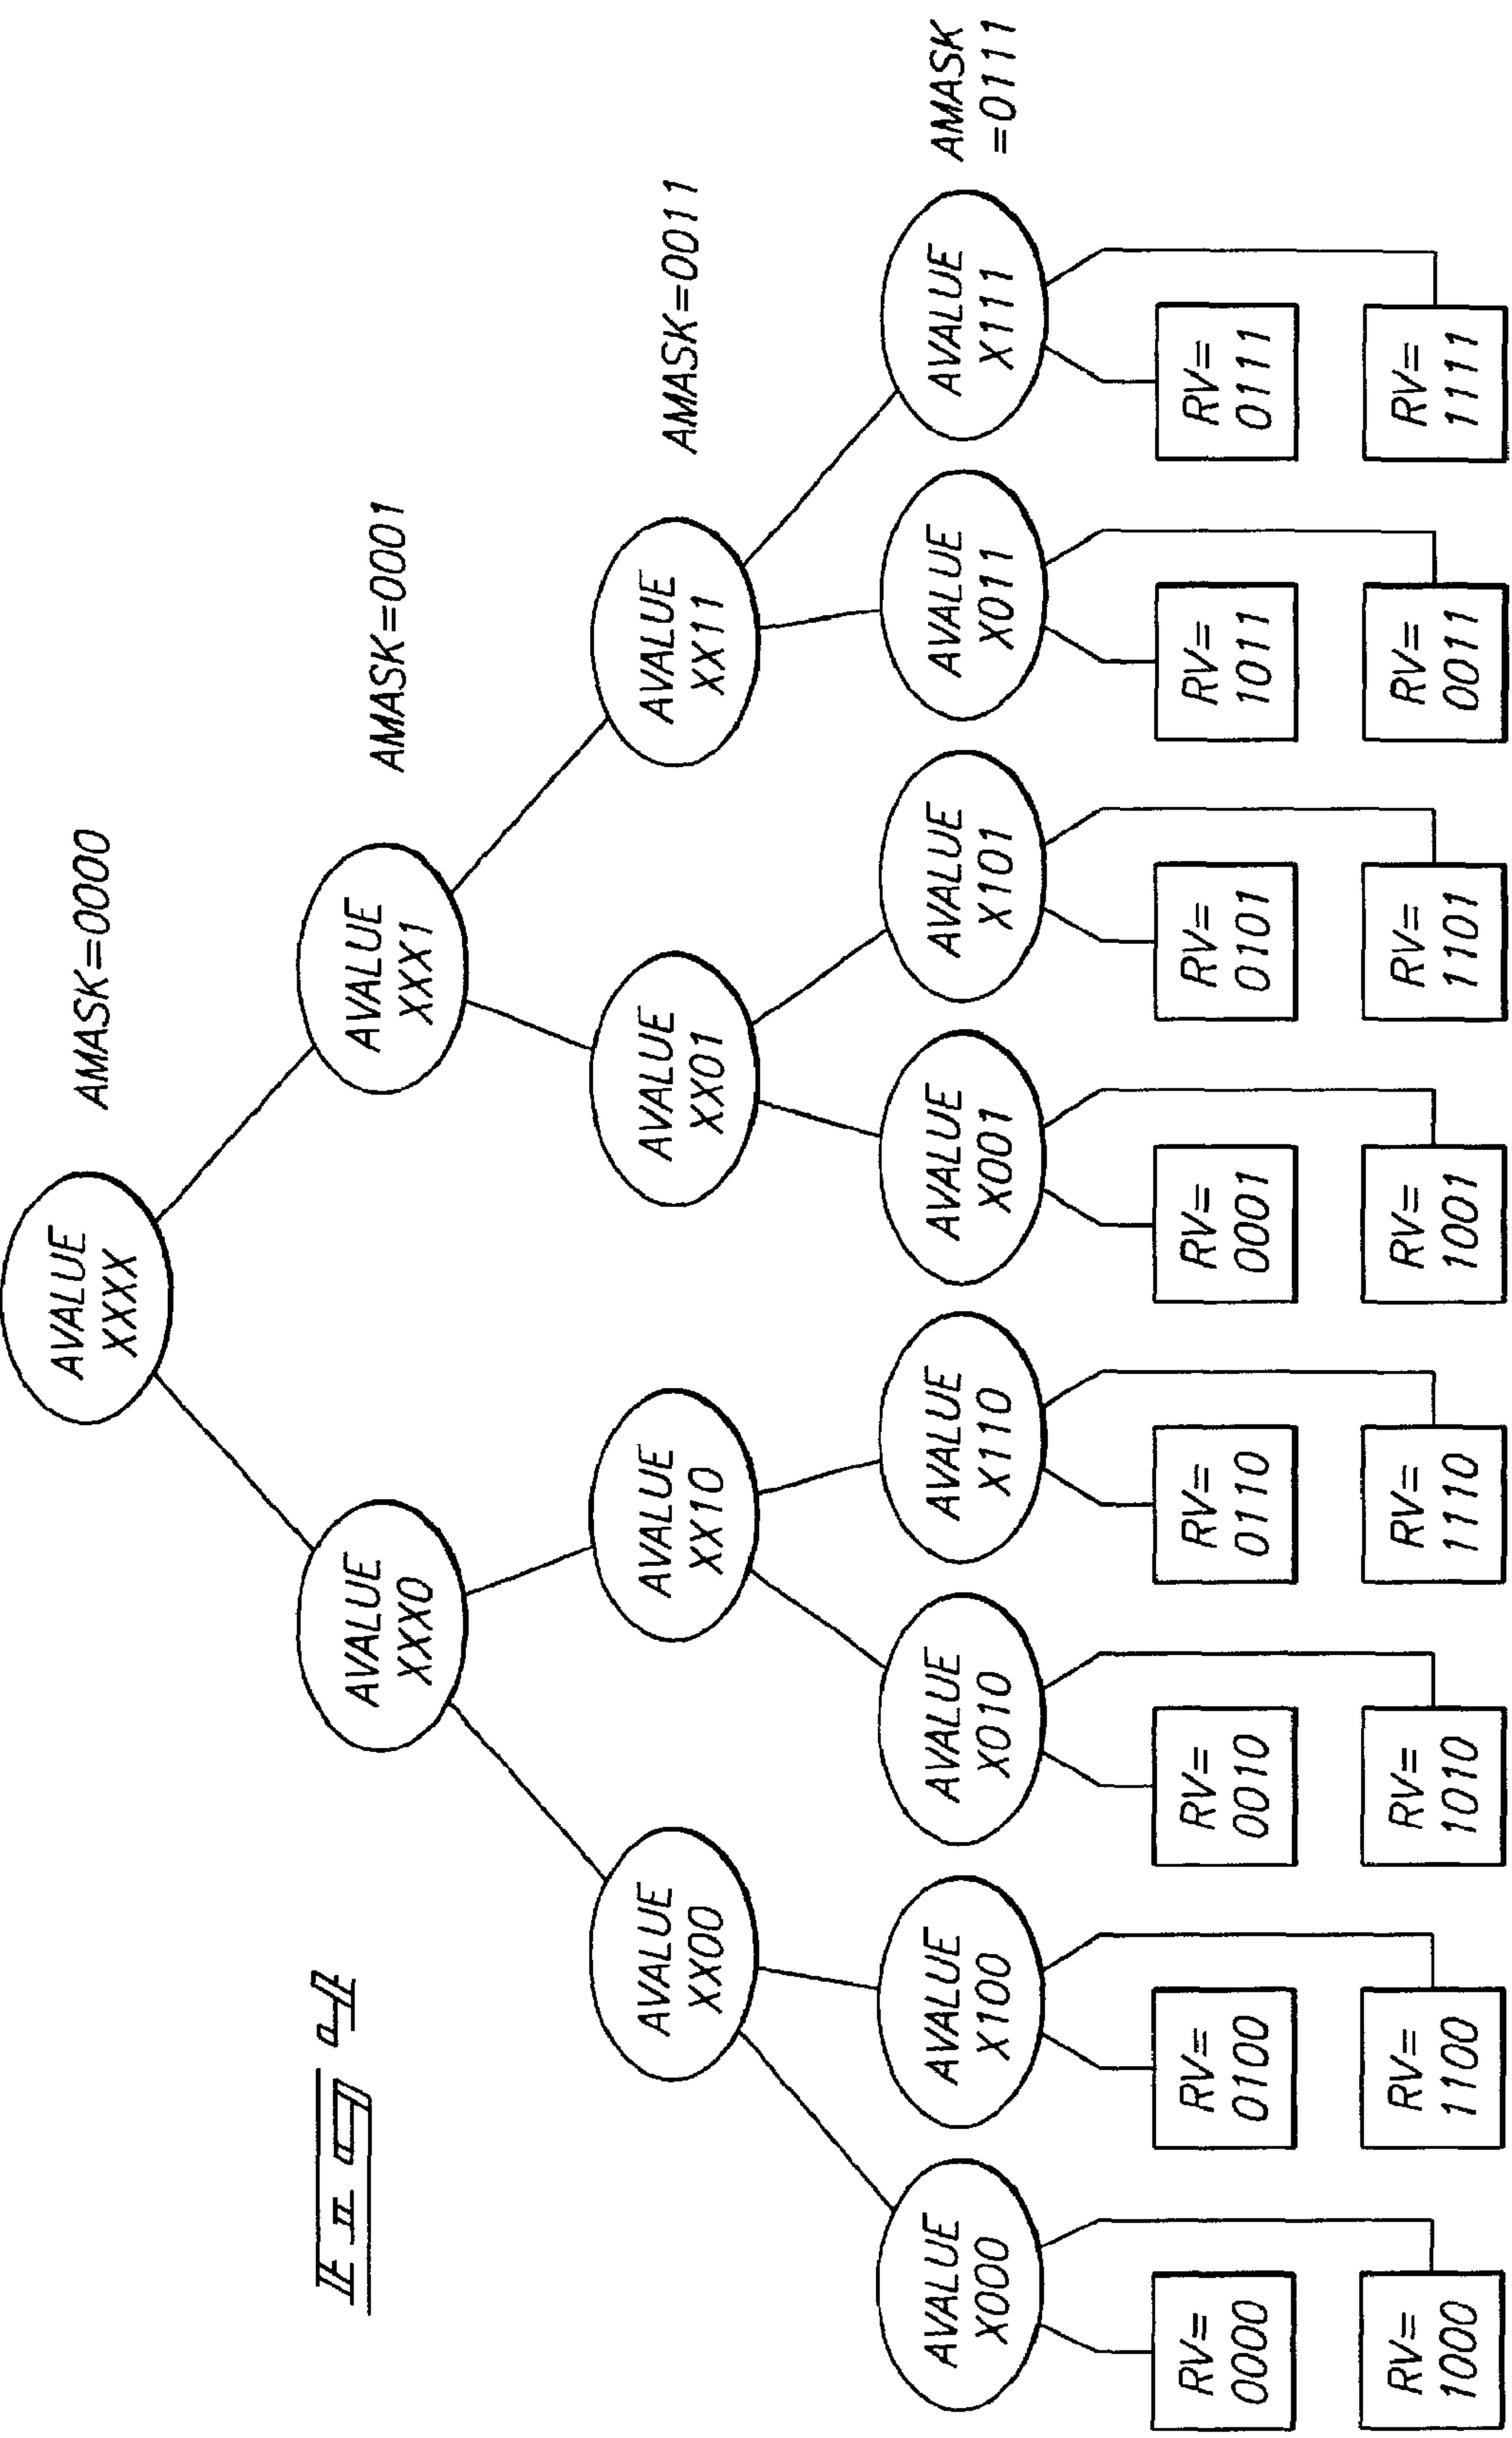 AVALUE
XXXX
AMASK=0000
Fig 4
AVALUE
XXX0
AVALUE
XXX1
AMASK=0001
AVALUE
XX00
AVALUE
XX10
AVALUE
XX01
AVALUE
XX11
AMASK=0011
AVALUE
X000
AVALUE
X100
AVALUE
X010
AVALUE
X110
AVALUE
X001
AVALUE
X101
AVALUE
X011
AVALUE
X111
AMASK
=0111
RV=
0000
RV=
0100
RV=
0010
RV=
0110
RV=
0001
RV=
0101
RV=
1011
RV=
0111
RV=
1000
RV=
1100
RV=
1010
RV=
1110
RV=
1001
RV=
1101
RV=
0011
RV=
1111